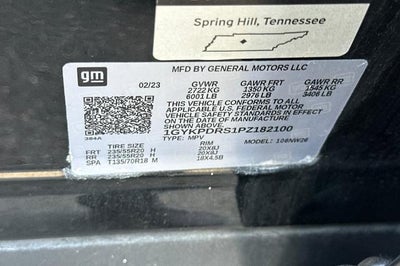 Spring Hill, Tennessee
gm
MFD BY GENERAL MOTORS LLC
02/23 GVWR GAWR FRT GAWR RR
2722 KG 1350 KG 1545 KG
6001 LB 2976 LB 3406 LB
THIS VEHICLE CONFORMS TO ALL
APPLICABLE U.S. FEDERAL MOTOR
VEHICLE SAFETY STANDARDS IN EFFECT
ON THE DATE OF MANUFACTURE
SHOWN ABOVE.
1GYKPDRS1PZ182100
TYPE: MPV MODEL: 106NW26
TIRE SIZE RIM
FRT 235/55R20 H 20X8J
RR 235/55R20 H 20X8J
SPA T135/70R18 M 18X4.5B